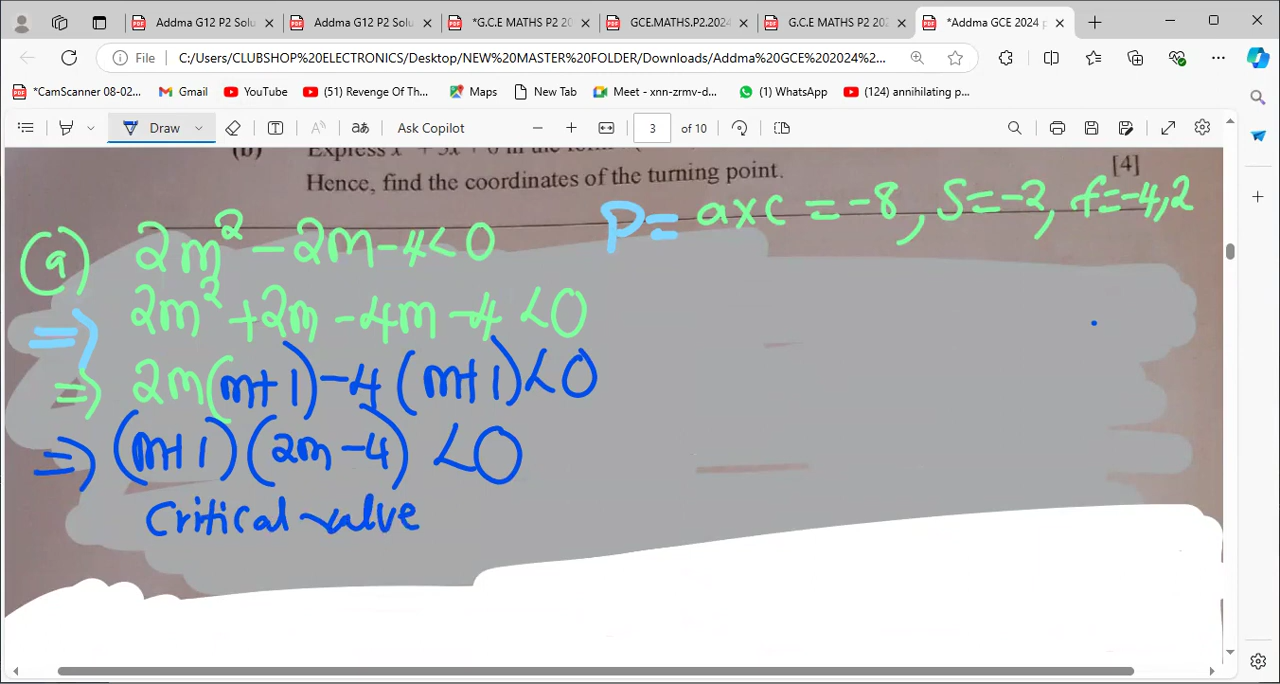 Addma G12 P2 Solu
Addma G12 P2 Solu
*G.C.E MATHS P2 20
GCE.MATHS.P2.2024
G.C.E MATHS P2 202
*Addma GCE 2024 p
File
C:/Users/CLUBSHOP%20ELECTRONICS/Desktop/NEW%20MASTER%20FOLDER/Downloads/Addma%20GCE%202024%2...
*CamScanner 08-02...
Gmail
YouTube
(51) Revenge Of Th...
Maps
New Tab
Meet - xnn-zrmv-d...
(1) WhatsApp
(124) annihilating p...
Draw
aあ
Ask Copilot
3 of 10
(b)
[4]
Hence, find the coordinates of the turning point.
P= axc = -8, S=-2, f=-4,2
(a) 2m² - 2m - 4 < 0
=> 2m² + 2m - 4m - 4 < 0
=> 2m(m+1) - 4(m+1) < 0
=> (m+1)(2m-4) < 0
Critical value